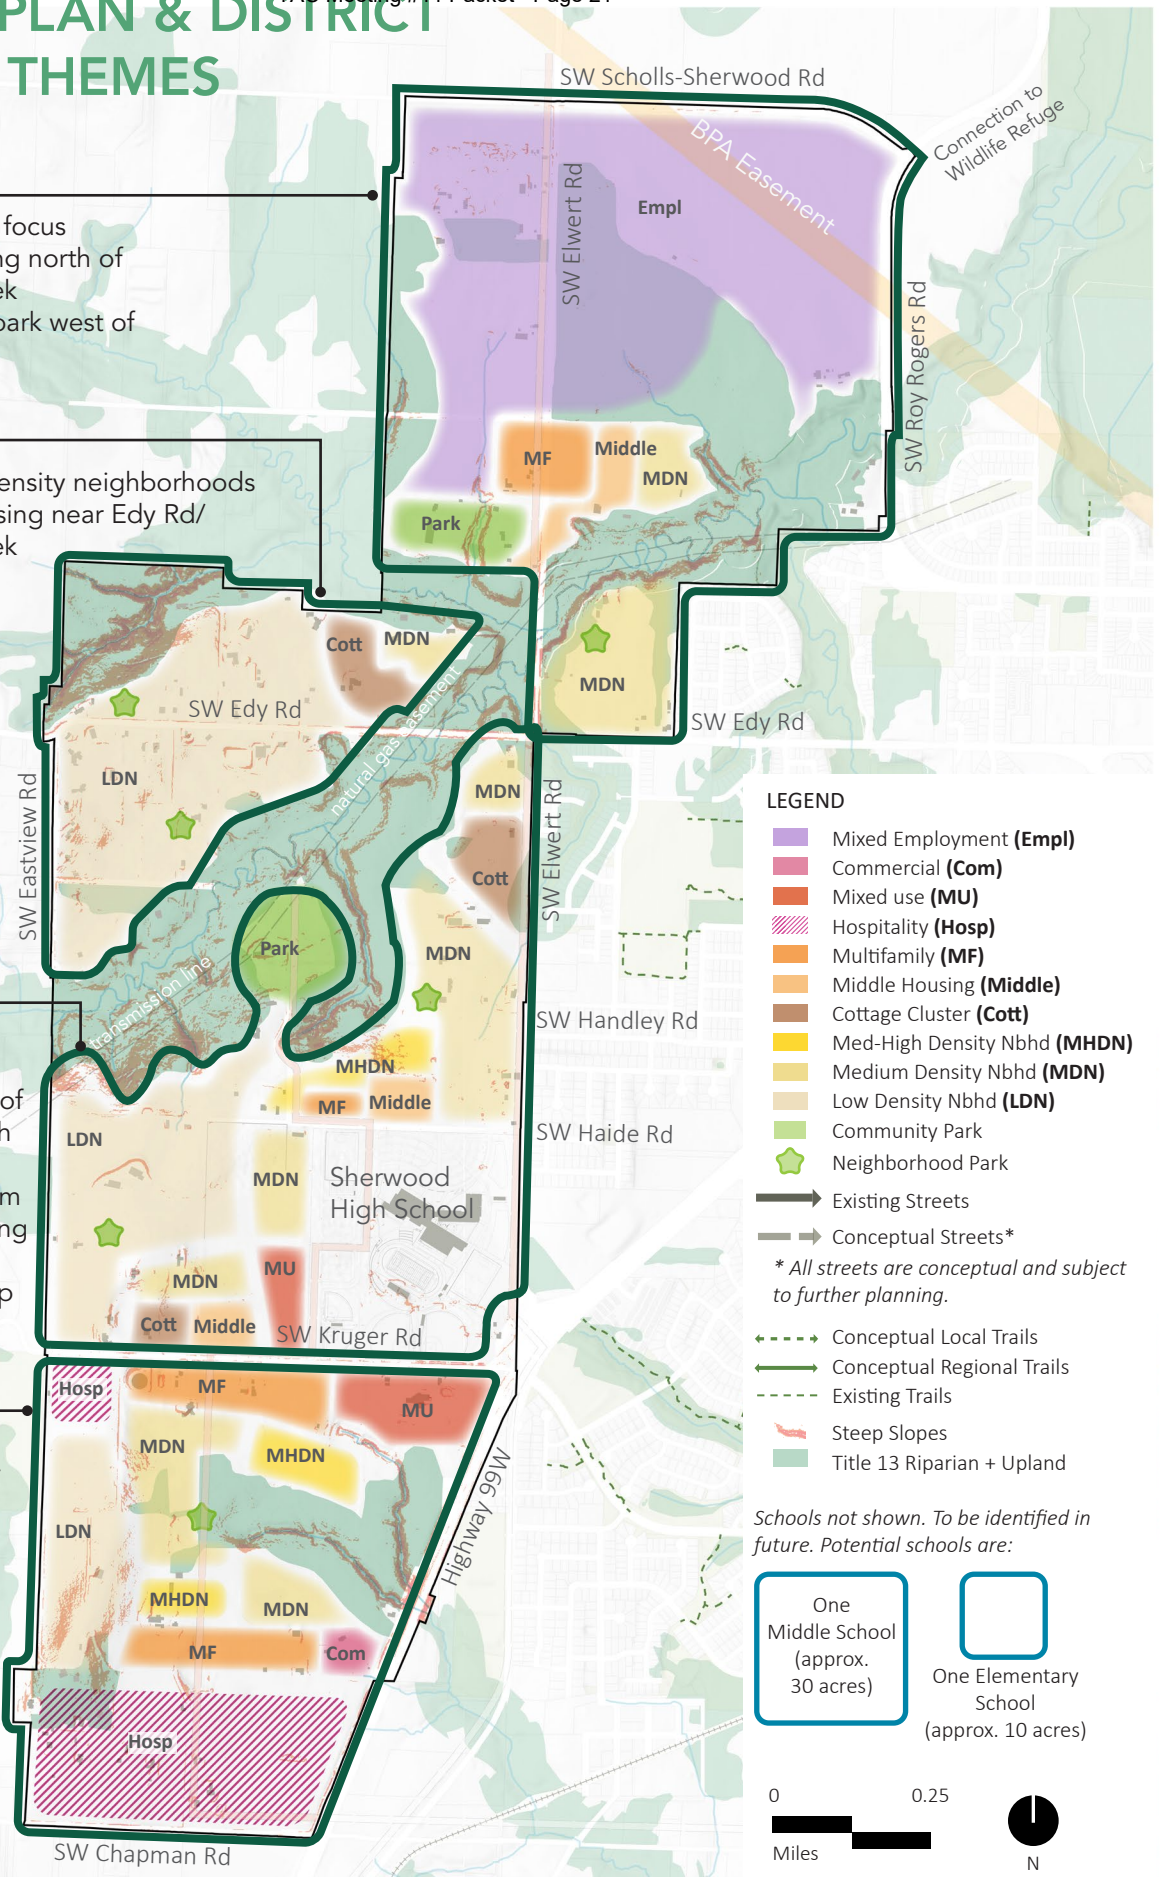 PLAN & DISTRICT
THEMES
SW Scholls-Sherwood Rd
Connection to
Wildlife Refuge
BPA Easement
SW Elwert Rd
Empl
SW Roy Rogers Rd
focus
north of
park west of
MF
Middle
MDN
Park
density neighborhoods
near Edy Rd/
Cott
MDN
MDN
SW Edy Rd
SW Edy Rd
natural gas easement
LDN
MDN
SW Eastview Rd
SW Elwert Rd
Cott
Park
MDN
transmission line
SW Handley Rd
MHDN
MF
Middle
of
LDN
SW Haide Rd
MDN
Sherwood
High School
MU
MDN
Cott
Middle
SW Kruger Rd
Hosp
MF
MU
MDN
MHDN
Highway 99W
LDN
MHDN
MDN
MF
Com
Hosp
SW Chapman Rd
LEGEND
Mixed Employment (Empl)
Commercial (Com)
Mixed use (MU)
Hospitality (Hosp)
Multifamily (MF)
Middle Housing (Middle)
Cottage Cluster (Cott)
Med-High Density Nbhd (MHDN)
Medium Density Nbhd (MDN)
Low Density Nbhd (LDN)
Community Park
Neighborhood Park
Existing Streets
Conceptual Streets*
* All streets are conceptual and subject
to further planning.
Conceptual Local Trails
Conceptual Regional Trails
Existing Trails
Steep Slopes
Title 13 Riparian + Upland
Schools not shown. To be identified in
future. Potential schools are:
One
Middle School
(approx.
30 acres)
One Elementary
School
(approx. 10 acres)
0 0.25
Miles
N